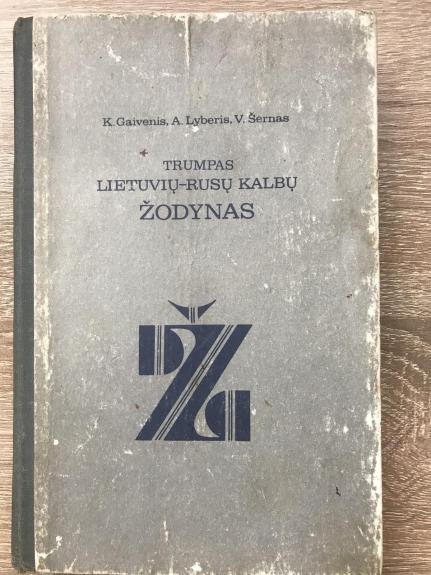 K. Gaivenis, A. Lyberis, V. Šernas
TRUMPAS
LIETUVIŲ–RUSŲ KALBŲ
ŽODYNAS
Ž